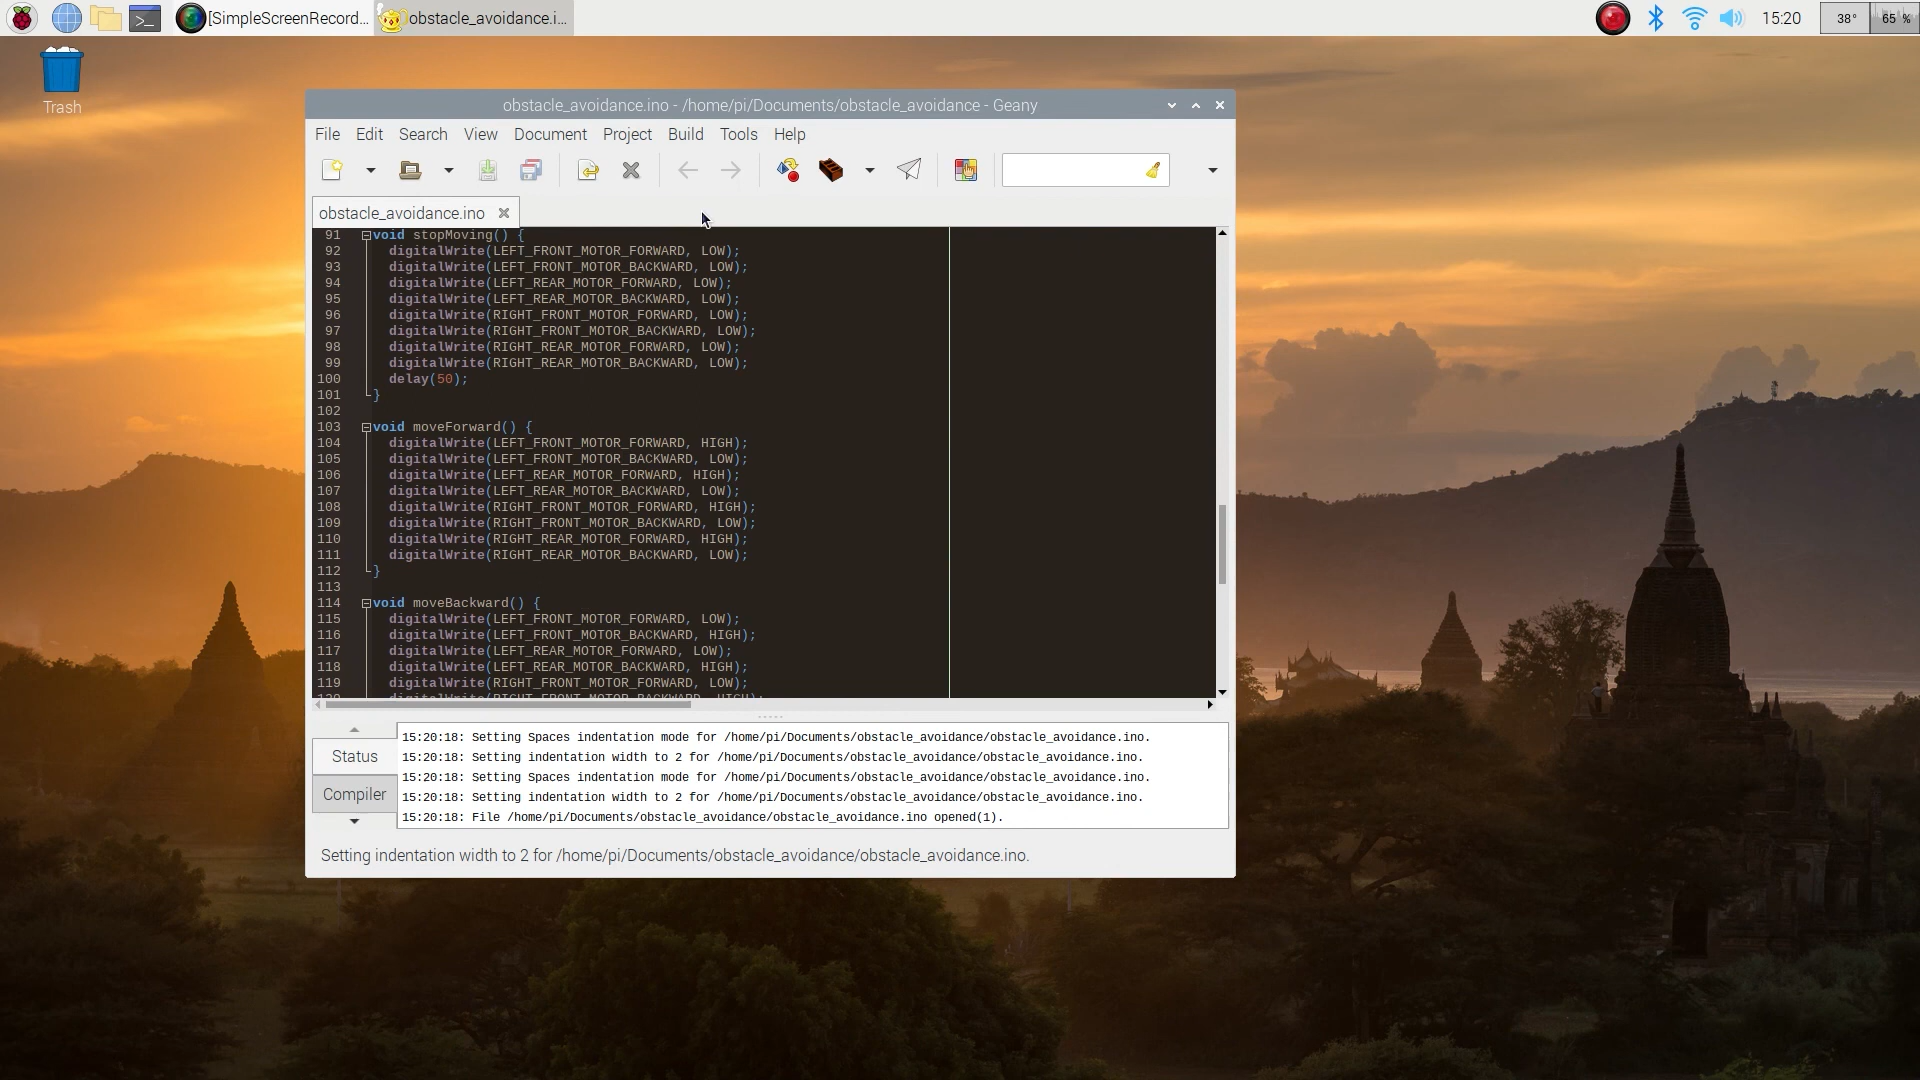 [SimpleScreenRecord...
obstacle_avoidance.i...
15:20
38°
65 %
Trash
obstacle_avoidance.ino - /home/pi/Documents/obstacle_avoidance - Geany
File Edit Search View Document Project Build Tools Help
obstacle_avoidance.ino
91 void stopMoving() {
92 digitalWrite(LEFT_FRONT_MOTOR_FORWARD, LOW);
93 digitalWrite(LEFT_FRONT_MOTOR_BACKWARD, LOW);
94 digitalWrite(LEFT_REAR_MOTOR_FORWARD, LOW);
95 digitalWrite(LEFT_REAR_MOTOR_BACKWARD, LOW);
96 digitalWrite(RIGHT_FRONT_MOTOR_FORWARD, LOW);
97 digitalWrite(RIGHT_FRONT_MOTOR_BACKWARD, LOW);
98 digitalWrite(RIGHT_REAR_MOTOR_FORWARD, LOW);
99 digitalWrite(RIGHT_REAR_MOTOR_BACKWARD, LOW);
100 delay(50);
101 }
102
103 void moveForward() {
104 digitalWrite(LEFT_FRONT_MOTOR_FORWARD, HIGH);
105 digitalWrite(LEFT_FRONT_MOTOR_BACKWARD, LOW);
106 digitalWrite(LEFT_REAR_MOTOR_FORWARD, HIGH);
107 digitalWrite(LEFT_REAR_MOTOR_BACKWARD, LOW);
108 digitalWrite(RIGHT_FRONT_MOTOR_FORWARD, HIGH);
109 digitalWrite(RIGHT_FRONT_MOTOR_BACKWARD, LOW);
110 digitalWrite(RIGHT_REAR_MOTOR_FORWARD, HIGH);
111 digitalWrite(RIGHT_REAR_MOTOR_BACKWARD, LOW);
112 }
113
114 void moveBackward() {
115 digitalWrite(LEFT_FRONT_MOTOR_FORWARD, LOW);
116 digitalWrite(LEFT_FRONT_MOTOR_BACKWARD, HIGH);
117 digitalWrite(LEFT_REAR_MOTOR_FORWARD, LOW);
118 digitalWrite(LEFT_REAR_MOTOR_BACKWARD, HIGH);
119 digitalWrite(RIGHT_FRONT_MOTOR_FORWARD, LOW);
120 digitalWrite(RIGHT_FRONT_MOTOR_BACKWARD, HIGH);
Status
Compiler
15:20:18: Setting Spaces indentation mode for /home/pi/Documents/obstacle_avoidance/obstacle_avoidance.ino.
15:20:18: Setting indentation width to 2 for /home/pi/Documents/obstacle_avoidance/obstacle_avoidance.ino.
15:20:18: Setting Spaces indentation mode for /home/pi/Documents/obstacle_avoidance/obstacle_avoidance.ino.
15:20:18: Setting indentation width to 2 for /home/pi/Documents/obstacle_avoidance/obstacle_avoidance.ino.
15:20:18: File /home/pi/Documents/obstacle_avoidance/obstacle_avoidance.ino opened(1).
Setting indentation width to 2 for /home/pi/Documents/obstacle_avoidance/obstacle_avoidance.ino.